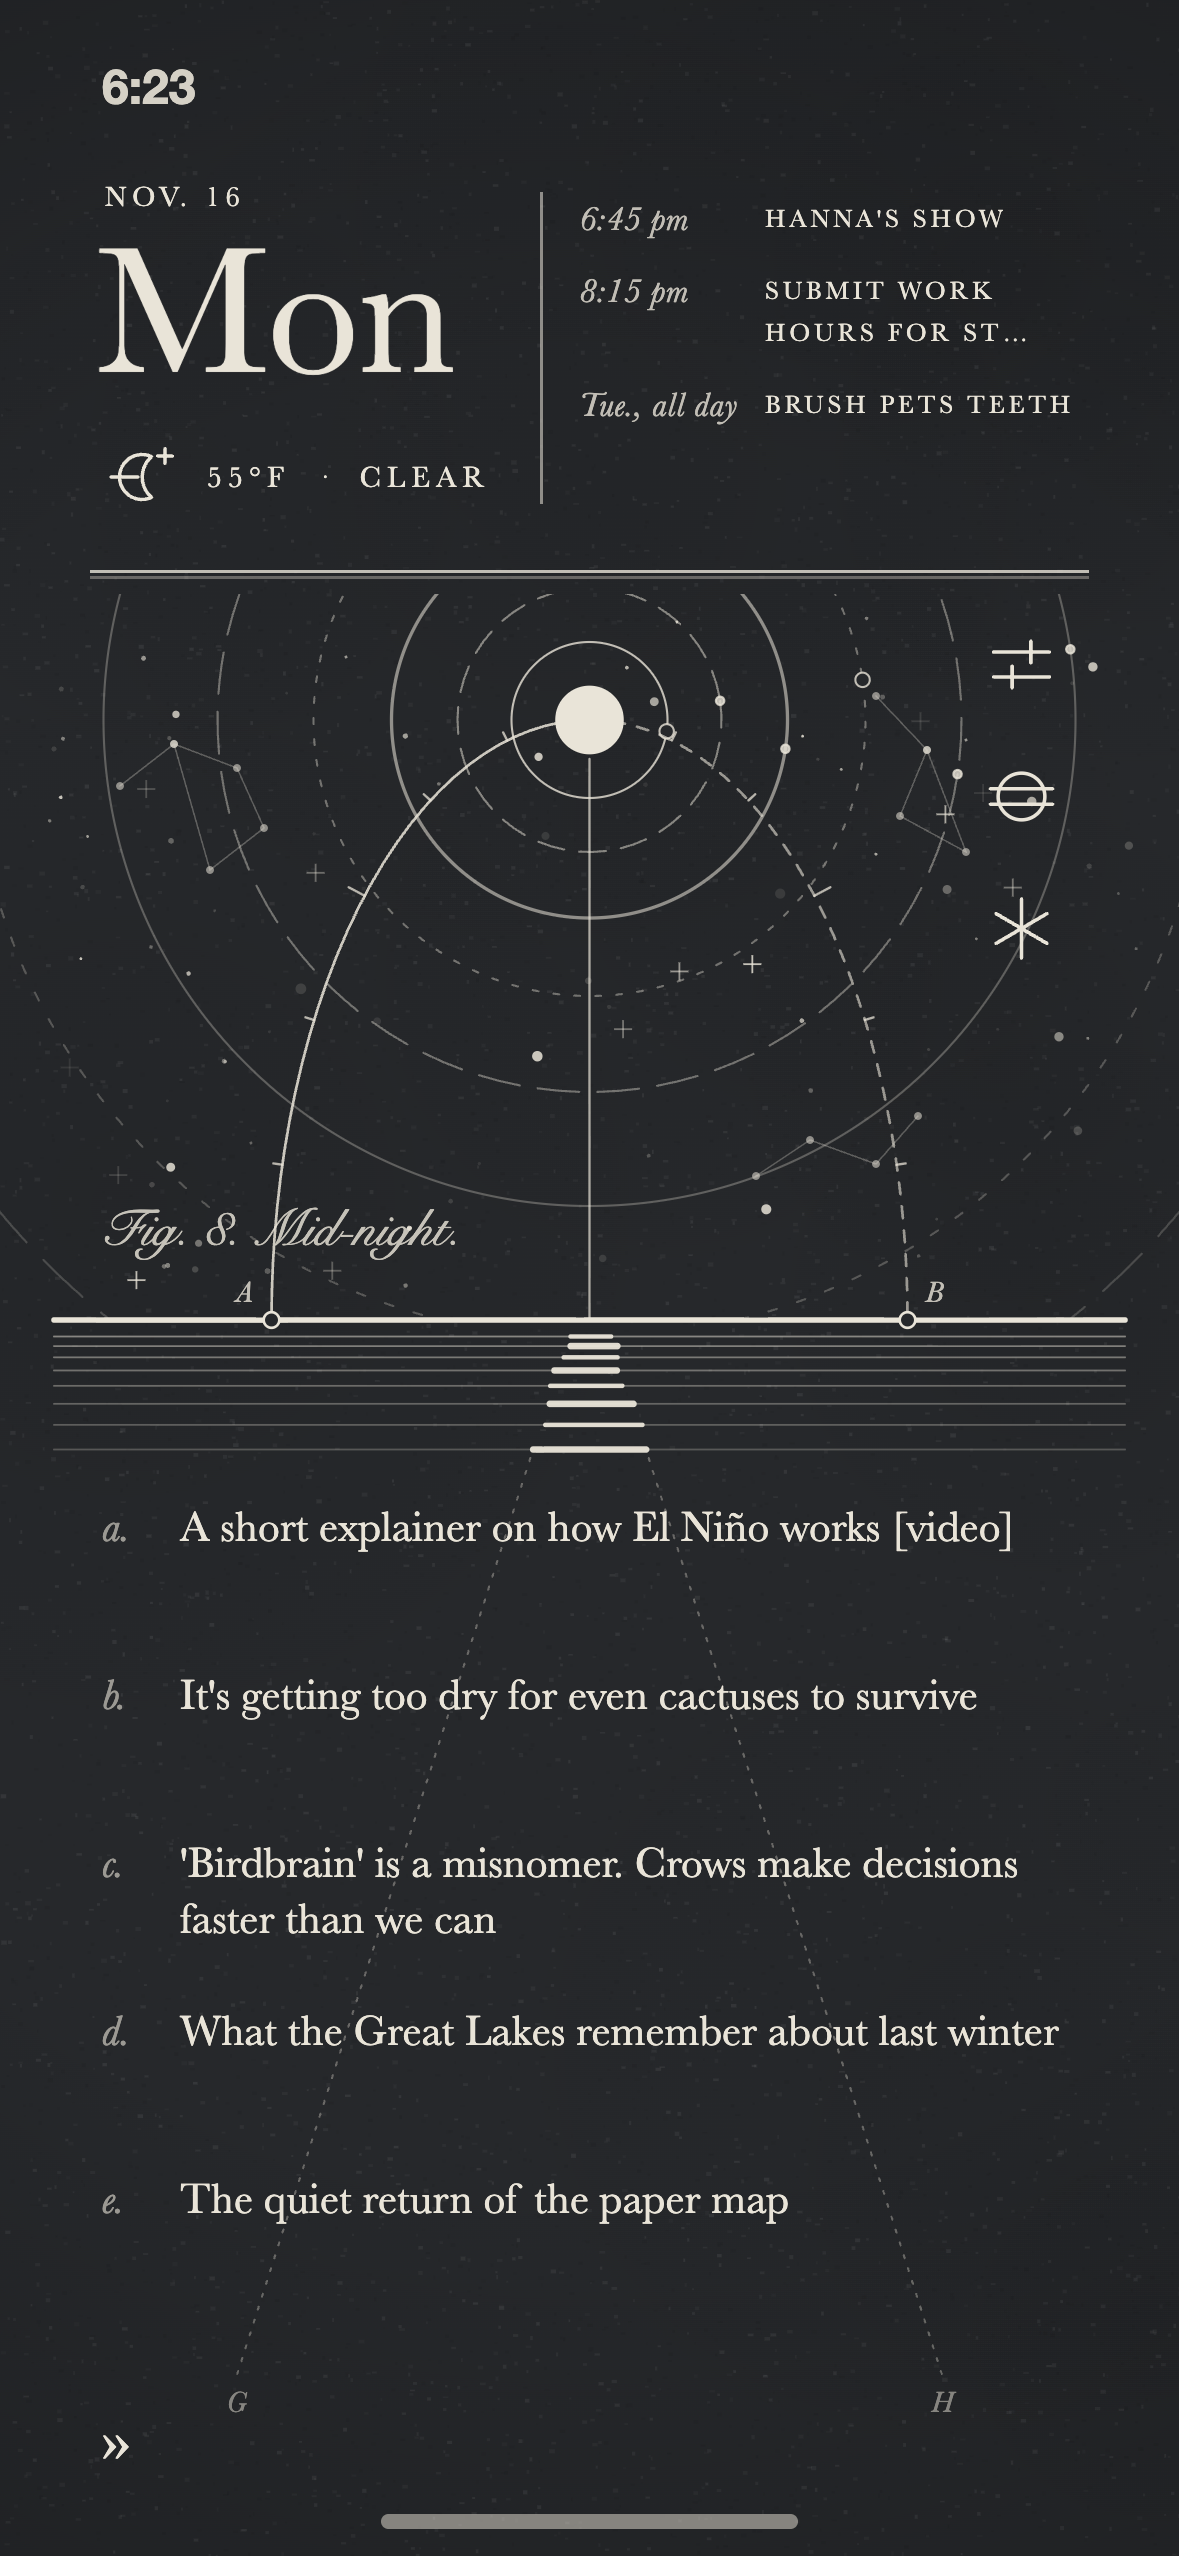 6:23
NOV. 16
Mon
55°F · CLEAR
6:45 pm HANNA'S SHOW
8:15 pm SUBMIT WORK
HOURS FOR ST...
Tue., all day BRUSH PETS TEETH
Fig. 8. Mid-night.
A
B
a. A short explainer on how El Niño works [video]
b. It's getting too dry for even cactuses to survive
c. 'Birdbrain' is a misnomer. Crows make decisions
faster than we can
d. What the Great Lakes remember about last winter
e. The quiet return of the paper map
G
H
»